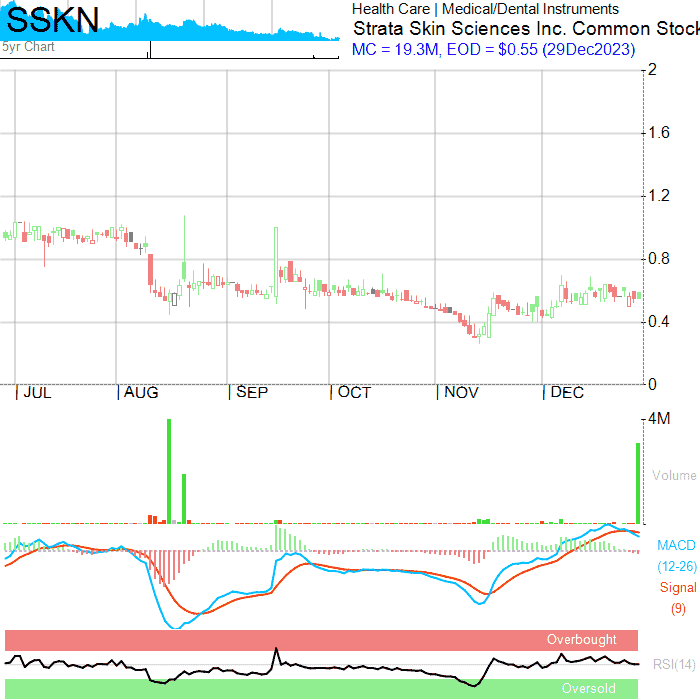 SSKN
5yr Chart
Health Care | Medical/Dental Instruments
Strata Skin Sciences Inc. Common Stock
MC = 19.3M, EOD = $0.55 (29Dec2023)
2
1.6
1.2
0.8
0.4
0
JUL AUG SEP OCT NOV DEC
4M
Volume
MACD
(12-26)
Signal
(9)
Overbought
RSI(14)
Oversold